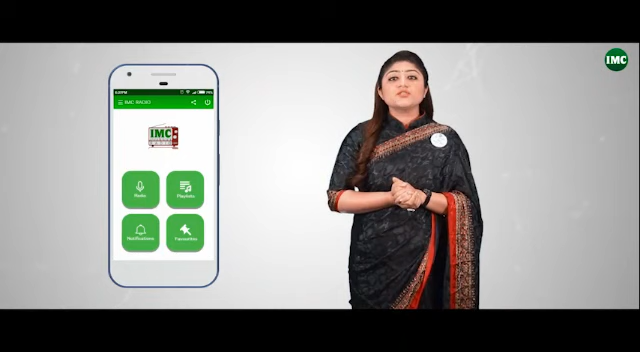 IMC
IMC RADIO
IMC
Radio
Playlists
Notifications
Favourites